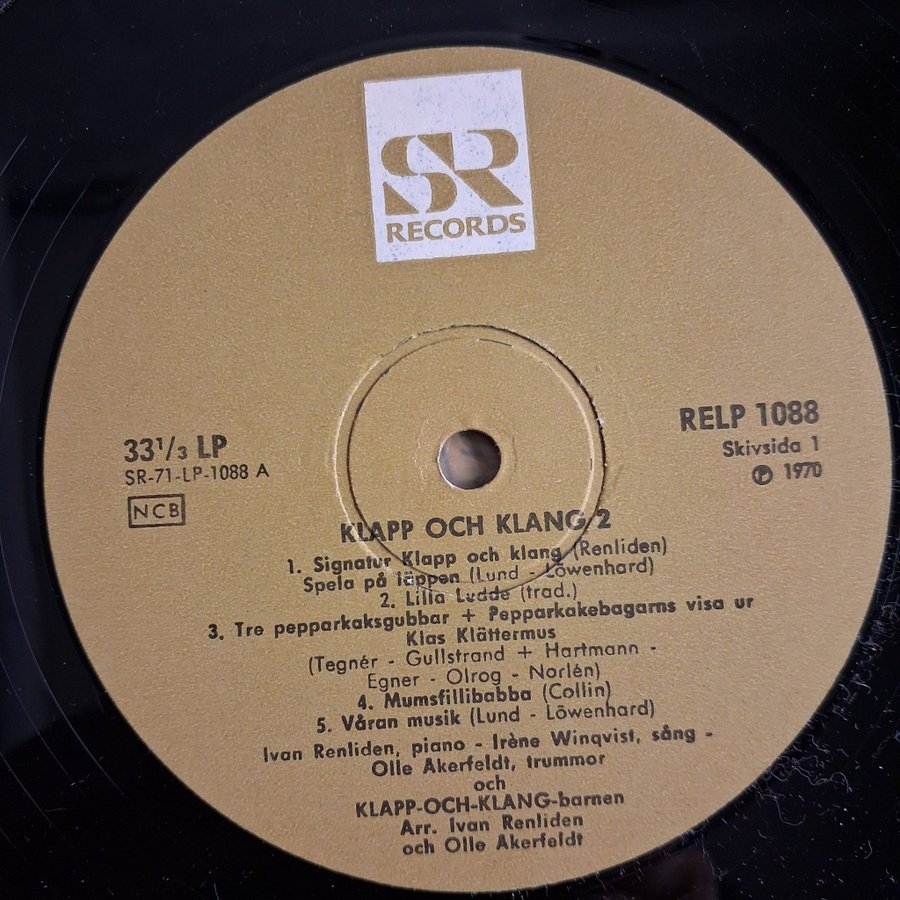 SR
RECORDS
33⅓ LP
SR-71-LP-1088 A
NCB
RELP 1088
Skivsida 1
Ⓟ 1970
KLAPP OCH KLANG 2
1. Signatur Klapp och klang (Renliden)
Spela på läppen (Lund - Löwenhard)
2. Lilla Ludde (trad.)
3. Tre pepparkaksgubbar + Pepparkakebagarns visa ur
Klas Klättermus
(Tegnér - Gullstrand + Hartmann -
Egner - Olrog - Norlén)
4. Mumsfillibabba (Collin)
5. Våran musik (Lund - Löwenhard)
Ivan Renliden, piano - Irène Winqvist, sång -
Olle Åkerfeldt, trummor
och
KLAPP-OCH-KLANG-barnen
Arr. Ivan Renliden
och Olle Åkerfeldt